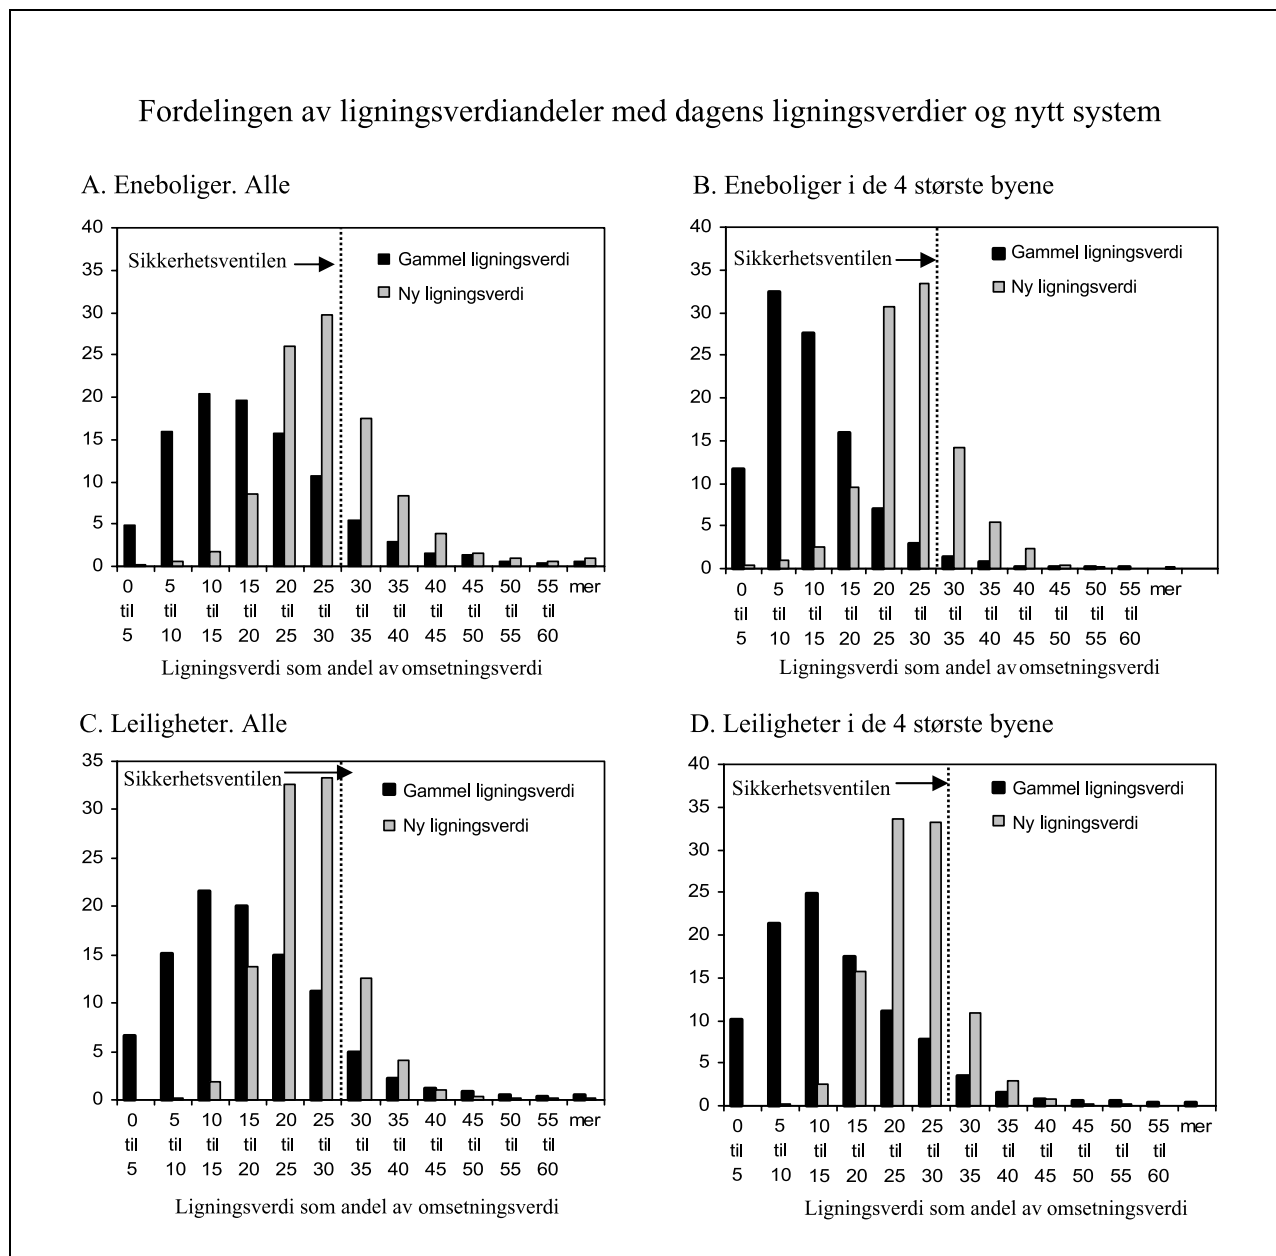 Fordelingen av ligningsverdiandeler med dagens ligningsverdier og nytt system
A. Eneboliger. Alle
40
35
30
25
20
15
10
5
0
Sikkerhetsventilen
Gammel ligningsverdi
Ny ligningsverdi
0 5 10 15 20 25 30 35 40 45 50 55 mer
til til til til til til til til til til til til
5 10 15 20 25 30 35 40 45 50 55 60
Ligningsverdi som andel av omsetningsverdi
B. Eneboliger i de 4 største byene
40
35
30
25
20
15
10
5
0
Sikkerhetsventilen
Gammel ligningsverdi
Ny ligningsverdi
0 5 10 15 20 25 30 35 40 45 50 55 mer
til til til til til til til til til til til til
5 10 15 20 25 30 35 40 45 50 55 60
Ligningsverdi som andel av omsetningsverdi
C. Leiligheter. Alle
35
30
25
20
15
10
5
0
Sikkerhetsventilen
Gammel ligningsverdi
Ny ligningsverdi
0 5 10 15 20 25 30 35 40 45 50 55 mer
til til til til til til til til til til til til
5 10 15 20 25 30 35 40 45 50 55 60
Ligningsverdi som andel av omsetningsverdi
D. Leiligheter i de 4 største byene
40
35
30
25
20
15
10
5
0
Sikkerhetsventilen
Gammel ligningsverdi
Ny ligningsverdi
0 5 10 15 20 25 30 35 40 45 50 55 mer
til til til til til til til til til til til til
5 10 15 20 25 30 35 40 45 50 55 60
Ligningsverdi som andel av omsetningsverdi